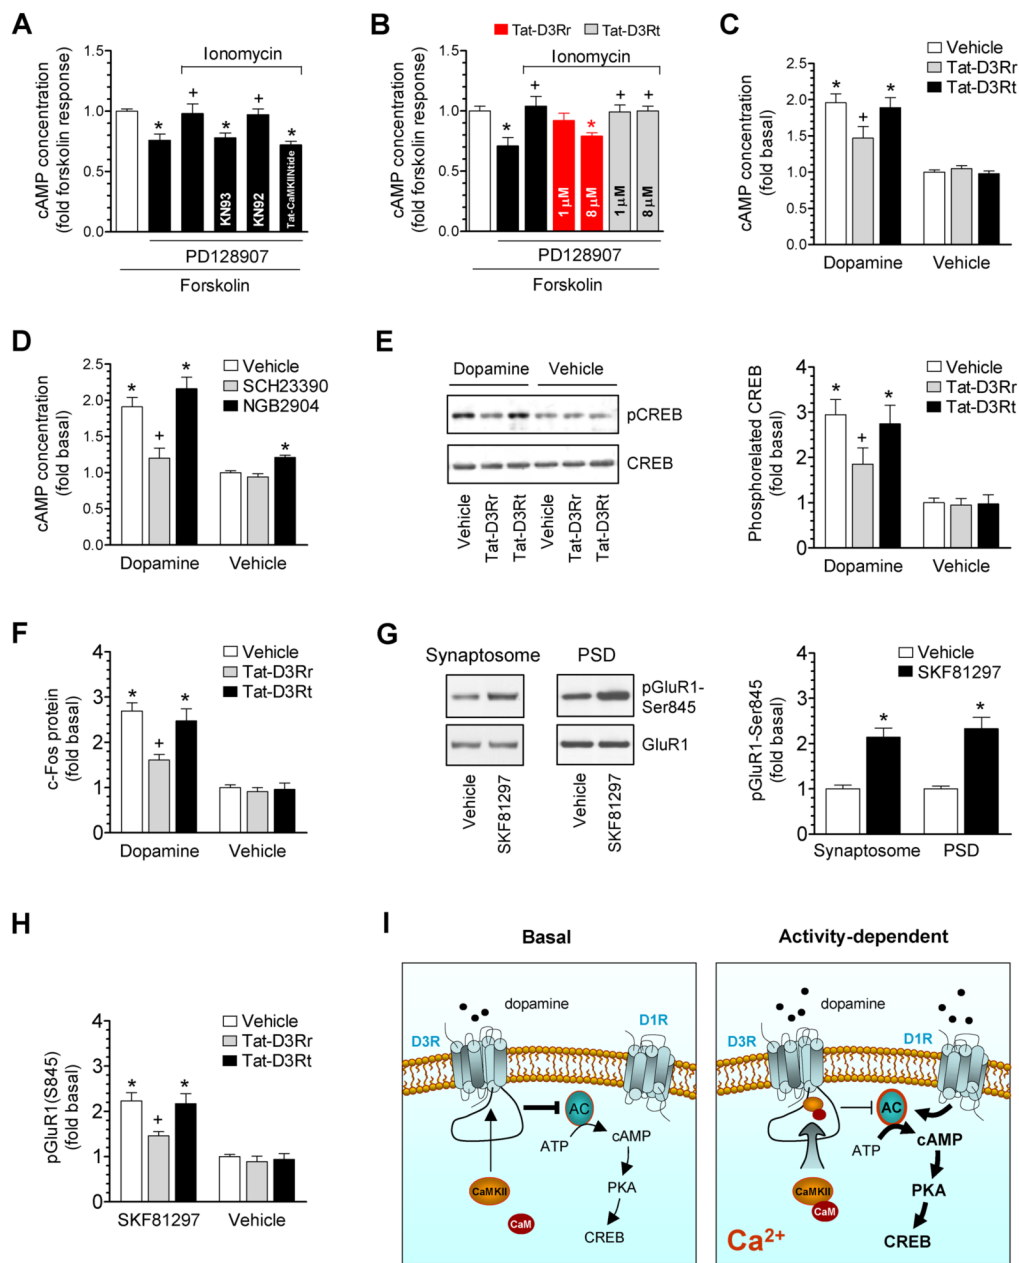 A
Ionomycin
cAMP concentration
(fold forskolin response)
1.5
1.0
0.5
0.0
*
+
*
+
*
KN93
KN92
Tat-CaMKIINtide
PD128907
Forskolin
B
Tat-D3Rr
Tat-D3Rt
Ionomycin
cAMP concentration
(fold forskolin response)
1.5
1.0
0.5
0.0
*
+
*
+
+
1 μM
8 μM
1 μM
8 μM
PD128907
Forskolin
C
Vehicle
Tat-D3Rr
Tat-D3Rt
cAMP concentration
(fold basal)
2.5
2.0
1.5
1.0
0.5
0.0
*
+
*
Dopamine
Vehicle
D
Vehicle
SCH23390
NGB2904
cAMP concentration
(fold basal)
2.5
2.0
1.5
1.0
0.5
0.0
*
+
*
*
Dopamine
Vehicle
E
Dopamine
Vehicle
pCREB
CREB
Vehicle
Tat-D3Rr
Tat-D3Rt
Vehicle
Tat-D3Rr
Tat-D3Rt
Vehicle
Tat-D3Rr
Tat-D3Rt
Phosphorelated CREB
(fold basal)
4
3
2
1
0
*
+
*
Dopamine
Vehicle
F
Vehicle
Tat-D3Rr
Tat-D3Rt
c-Fos protein
(fold basal)
4
2
1
0
*
+
*
Dopamine
Vehicle
G
Synaptosome
PSD
pGluR1-
Ser845
GluR1
Vehicle
SKF81297
Vehicle
SKF81297
Vehicle
SKF81297
pGluR1-Ser845
(fold basal)
4
3
2
1
0
*
*
Synaptosome
PSD
H
Vehicle
Tat-D3Rr
Tat-D3Rt
pGluR1(S845)
(fold basal)
4
3
2
1
0
*
+
*
SKF81297
Vehicle
I
Basal
dopamine
D3R
D1R
AC
ATP
cAMP
PKA
CREB
CaMKII
CaM
Activity-dependent
dopamine
D3R
D1R
AC
ATP
cAMP
PKA
CREB
CaMKII
CaM
Ca2+